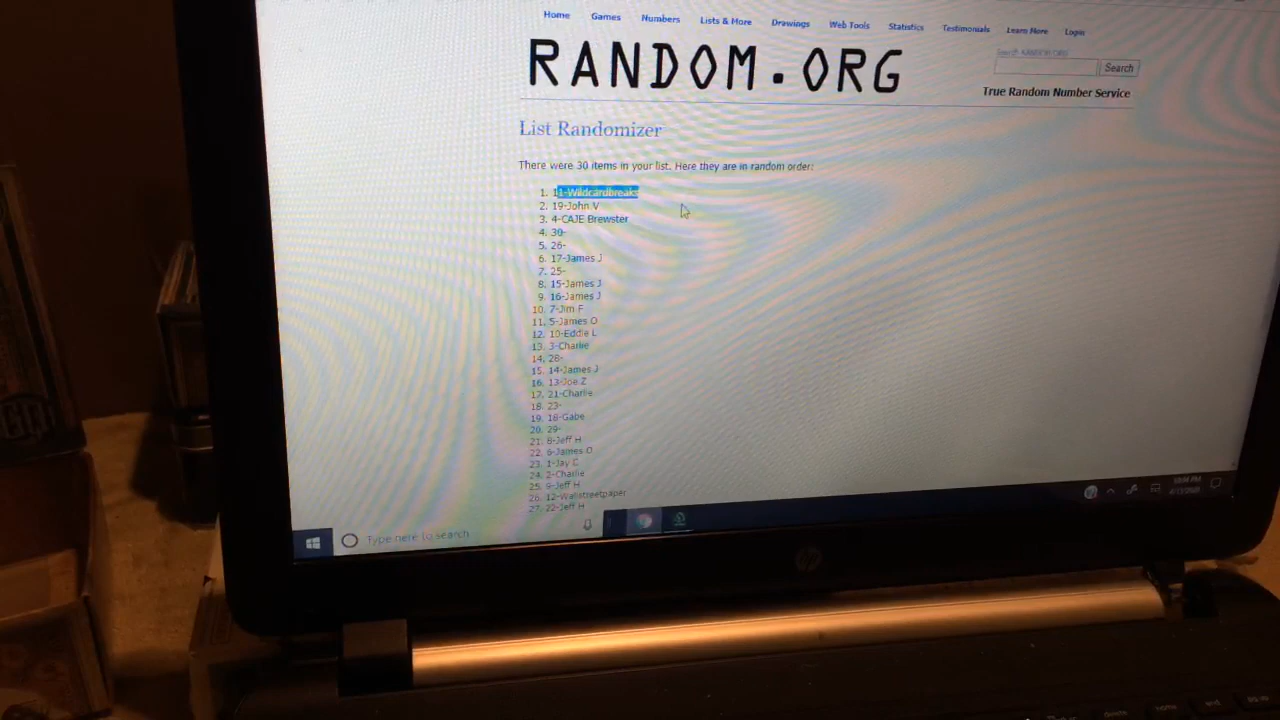 Home Games Numbers Lists & More Drawings Web Tools Statistics Testimonials Learn More Login
RANDOM.ORG
Search RANDOM.ORG
Search
True Random Number Service
List Randomizer
There were 30 items in your list. Here they are in random order:
1. 11-Wildcardbreaks
2. 19-John V
3. 4-CAJE Brewster
4. 30-
5. 26-
6. 17-James J
7. 25-
8. 15-James J
9. 16-James J
10. 7-Jim F
11. 5-James O
12. 10-Eddie L
13. 3-Charlie
14. 28-
15. 14-James J
16. 13-Joe Z
17. 21-Charlie
18. 23-
19. 18-Gabe
20. 29-
21. 8-Jeff H
22. 6-James O
23. 1-Jay C
24. 2-Charlie
25. 9-Jeff H
26. 12-Wallstreetpaper
27. 22-Jeff H
Type here to search
hp